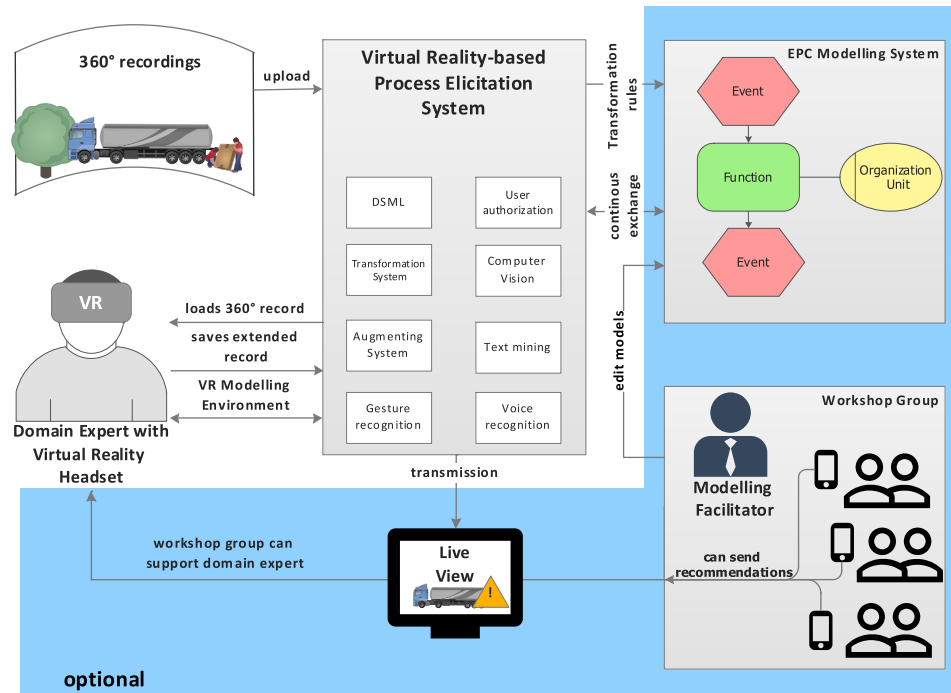 360° recordings
upload
Virtual Reality-based
Process Elicitation
System
DSML
User
authorization
Transformation
System
Computer
Vision
Augmenting
System
Text mining
Gesture
recognition
Voice
recognition
Transformation
rules
continous
exchange
EPC Modelling System
Event
Function
Organization
Unit
Event
VR
loads 360° record
saves extended
record
VR Modelling
Environment
Domain Expert with
Virtual Reality
Headset
edit models
Workshop Group
Modelling
Facilitator
can send
recommendations
transmission
Live
View
!
workshop group can
support domain expert
optional